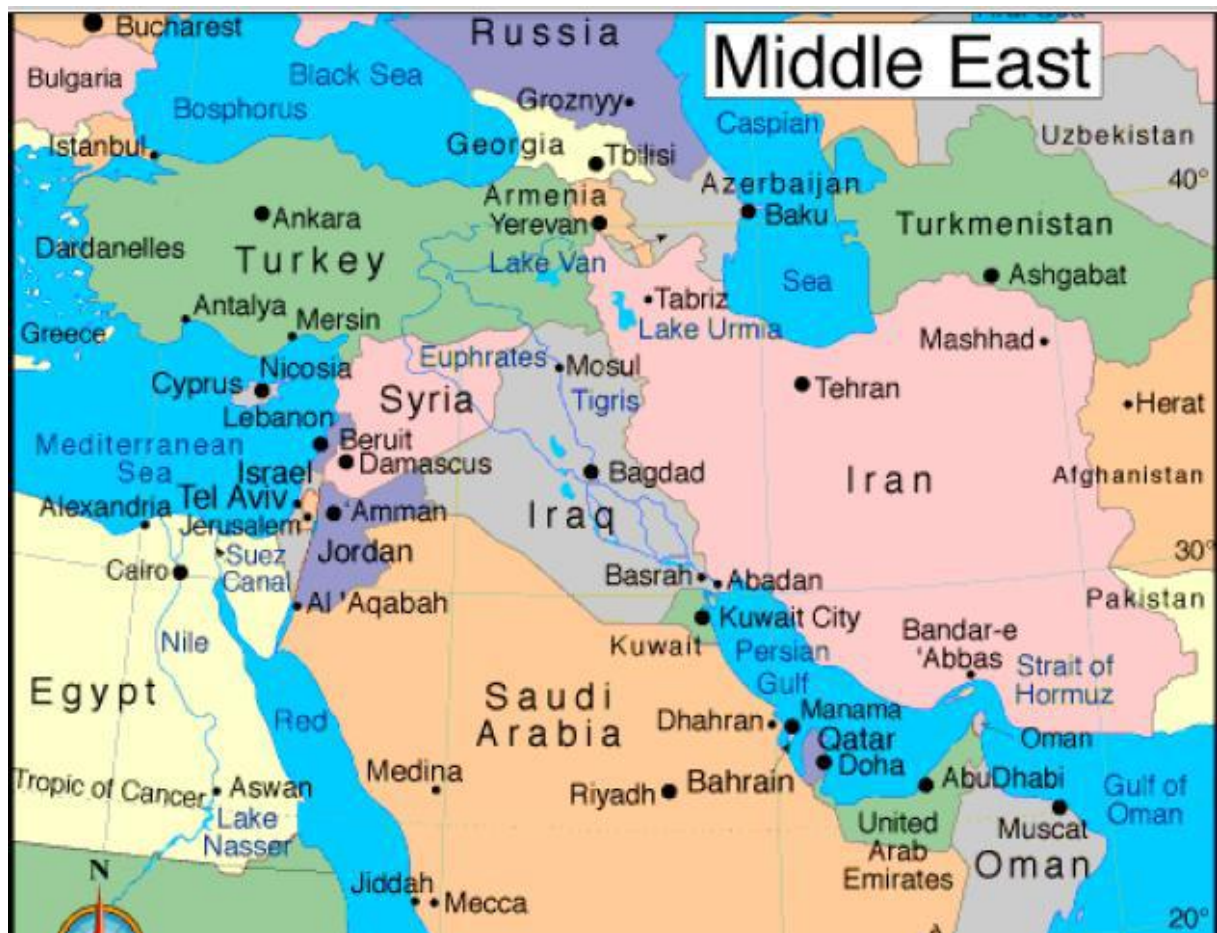 Bucharest
Russia
Middle East
Bulgaria
Black Sea
Bosphorus
Groznyy
Caspian
Uzbekistan
Istanbul
Georgia
Tbilisi
40°
Armenia
Azerbaijan
Ankara
Yerevan
Baku
Turkmenistan
Dardanelles
Turkey
Lake Van
Sea
Ashgabat
Antalya
Tabriz
Greece
Mersin
Lake Urmia
Mashhad
Nicosia
Euphrates
Mosul
Cyprus
Syria
Tigris
Tehran
Herat
Lebanon
Mediterranean
Sea
Beruit
Damascus
Israel
Bagdad
Iran
Afghanistan
Alexandria
Tel Aviv
'Amman
Iraq
Jerusalem
Suez
Canal
Jordan
30°
Cairo
Basrah
Abadan
Al 'Aqabah
Pakistan
Kuwait City
Nile
Kuwait
Persian
Gulf
Bandar-e
'Abbas
Strait of
Hormuz
Egypt
Saudi
Arabia
Red
Dhahran
Manama
Qatar
Oman
Medina
Doha
Tropic of Cancer
Aswan
Riyadh
Bahrain
AbuDhabi
Gulf of
Oman
Lake
Nasser
United
Arab
Emirates
Muscat
Oman
N
Jiddah
Mecca
20°